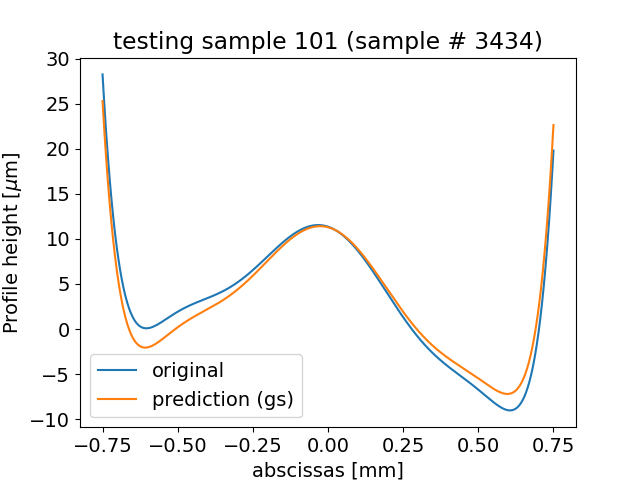 testing sample 101 (sample # 3434)
30
25
20
15
10
5
0
−5
−10
Profile height [μm]
original
prediction (gs)
−0.75 −0.50 −0.25 0.00 0.25 0.50 0.75
abscissas [mm]